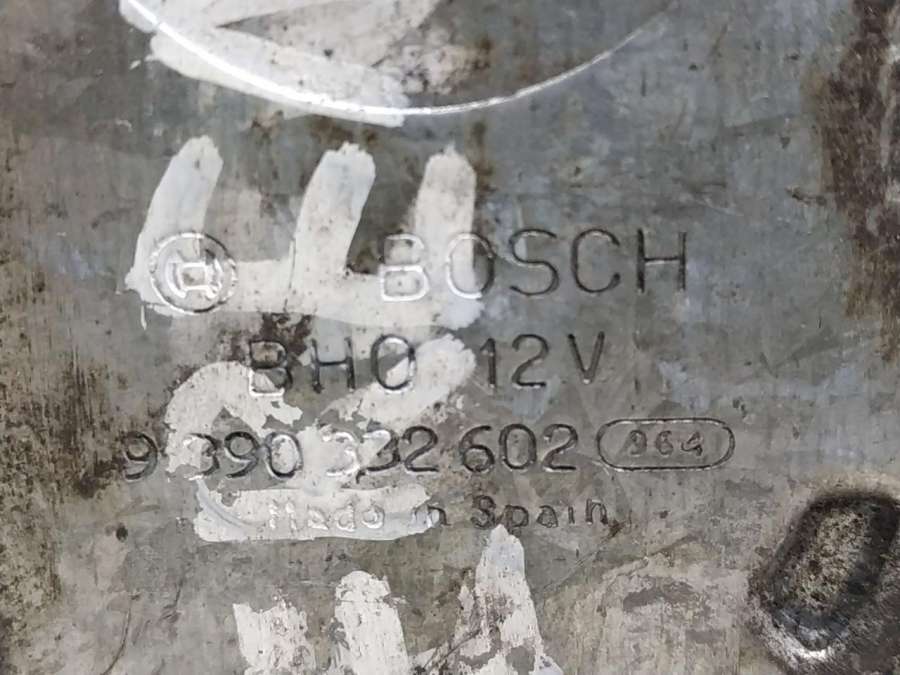 BOSCH
BHO 12V
9 390 332 602 964
Made in Spain